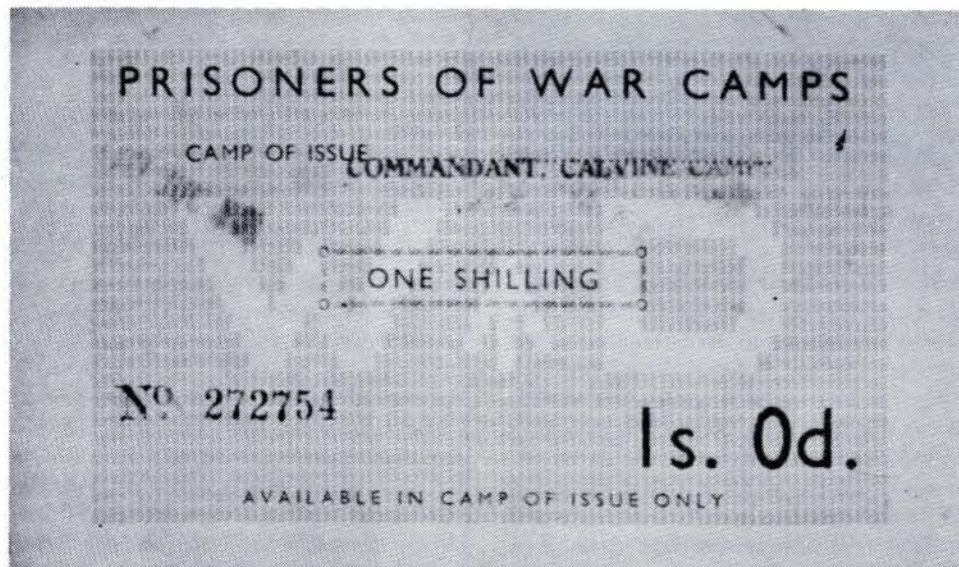 PRISONERS OF WAR CAMPS
CAMP OF ISSUE COMMANDANT. CALVINE CAMP.
ONE SHILLING
Nº 272754
1s. 0d.
AVAILABLE IN CAMP OF ISSUE ONLY